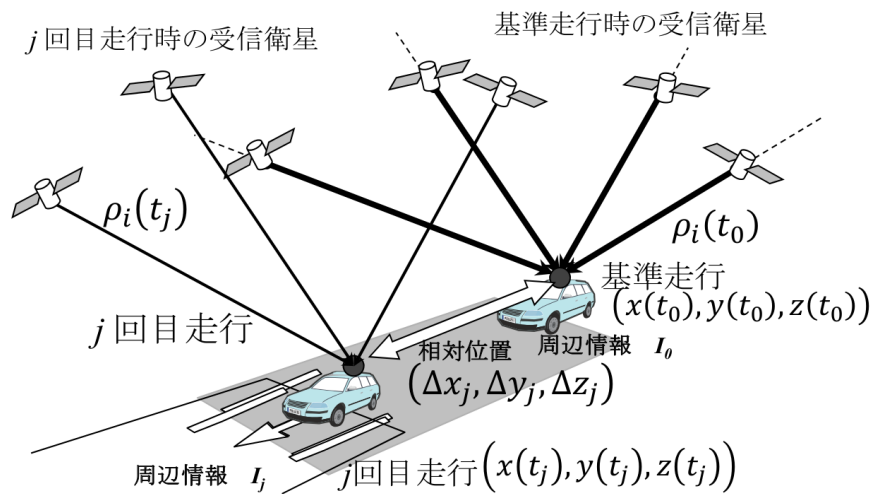 j 回目走行時の受信衛星
基準走行時の受信衛星
ρᵢ(tⱼ)
ρᵢ(t₀)
基準走行
(x(t₀), y(t₀), z(t₀))
j 回目走行
相対位置
周辺情報 I₀
(Δxⱼ, Δyⱼ, Δzⱼ)
周辺情報 Iⱼ
j回目走行(x(tⱼ), y(tⱼ), z(tⱼ))